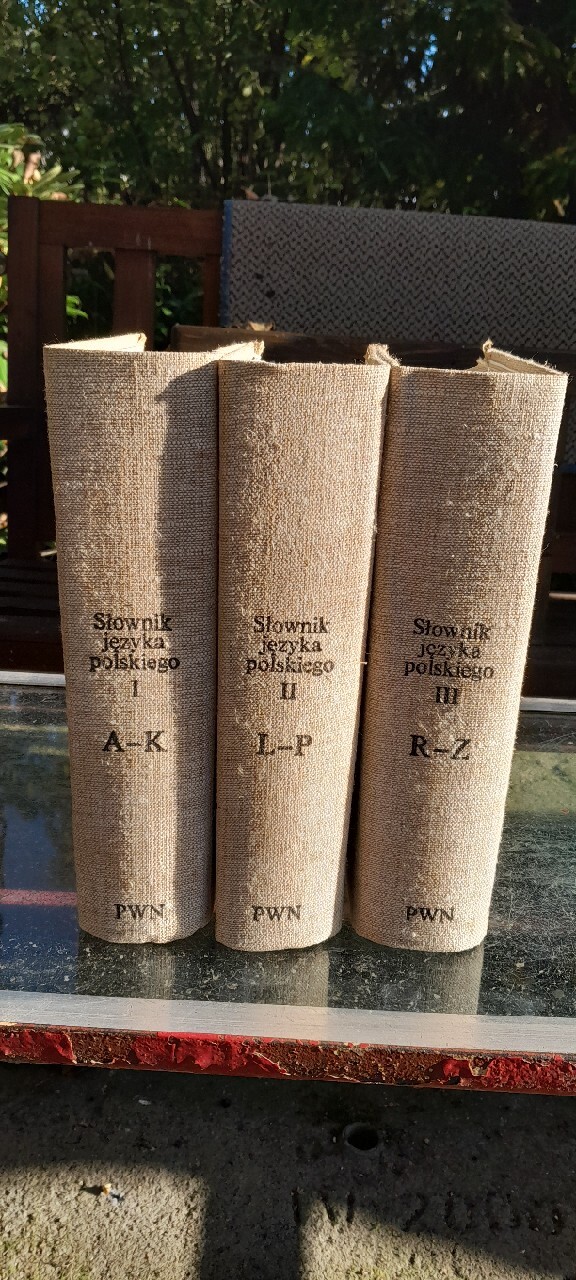 Słownik
języka
polskiego
I
A–K
PWN
Słownik
języka
polskiego
II
L–P
PWN
Słownik
języka
polskiego
III
R–Z
PWN